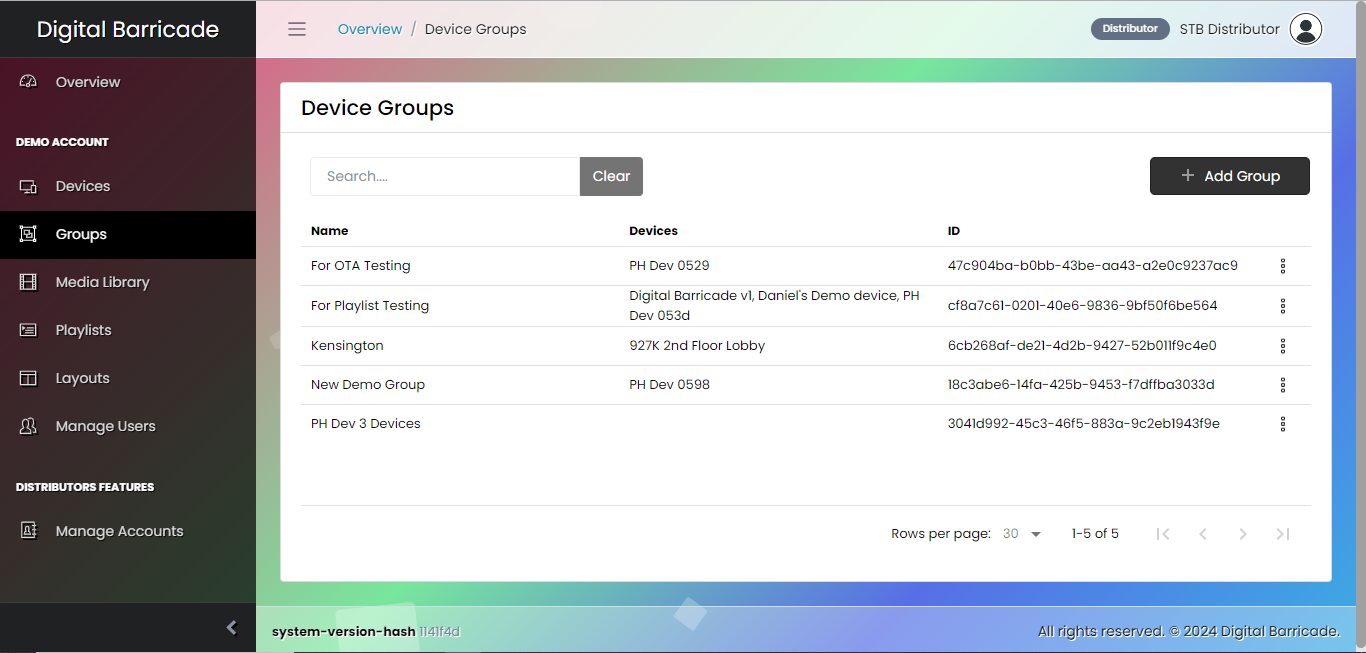 Digital Barricade
Overview / Device Groups
Distributor STB Distributor
Overview
DEMO ACCOUNT
Devices
Groups
Media Library
Playlists
Layouts
Manage Users
DISTRIBUTORS FEATURES
Manage Accounts
Device Groups
Search.... Clear
Add Group
Name Devices ID
For OTA Testing PH Dev 0529 47c904ba-b0bb-43be-aa43-a2e0c9237ac9
For Playlist Testing Digital Barricade v1, Daniel's Demo device, PH
Dev 053d cf8a7c61-0201-40e6-9836-9bf50f6be564
Kensington 927K 2nd Floor Lobby 6cb268af-de21-4d2b-9427-52b011f9c4e0
New Demo Group PH Dev 0598 18c3abe6-14fa-425b-9453-f7dffba3033d
PH Dev 3 Devices 3041d992-45c3-46f5-883a-9c2eb1943f9e
Rows per page: 30 1-5 of 5
system-version-hash 1141f4d
All rights reserved. © 2024 Digital Barricade.